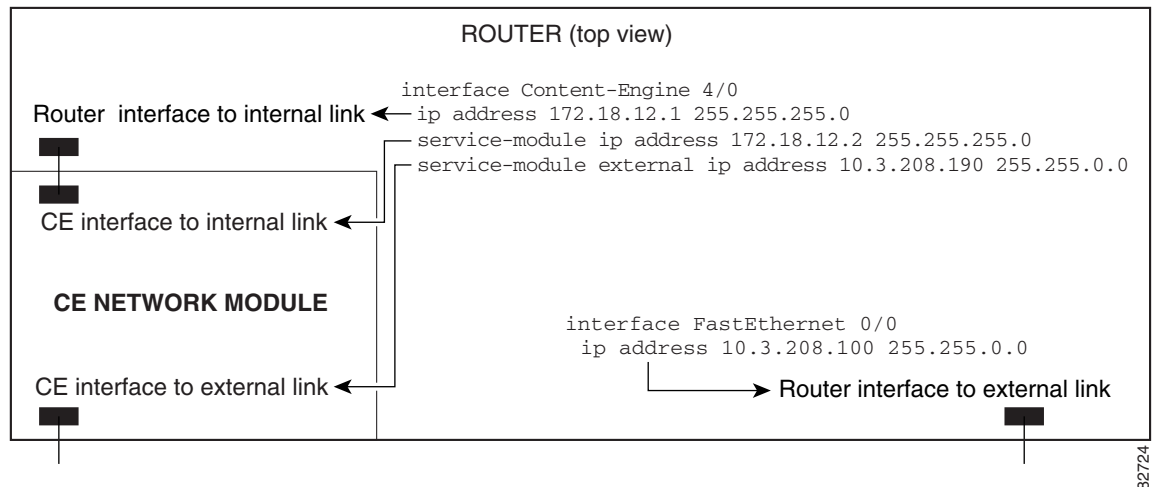 ROUTER (top view)
interface Content-Engine 4/0
Router interface to internal link
ip address 172.18.12.1 255.255.255.0
service-module ip address 172.18.12.2 255.255.255.0
service-module external ip address 10.3.208.190 255.255.0.0
CE interface to internal link
CE NETWORK MODULE
interface FastEthernet 0/0
ip address 10.3.208.100 255.255.0.0
CE interface to external link
Router interface to external link
82724